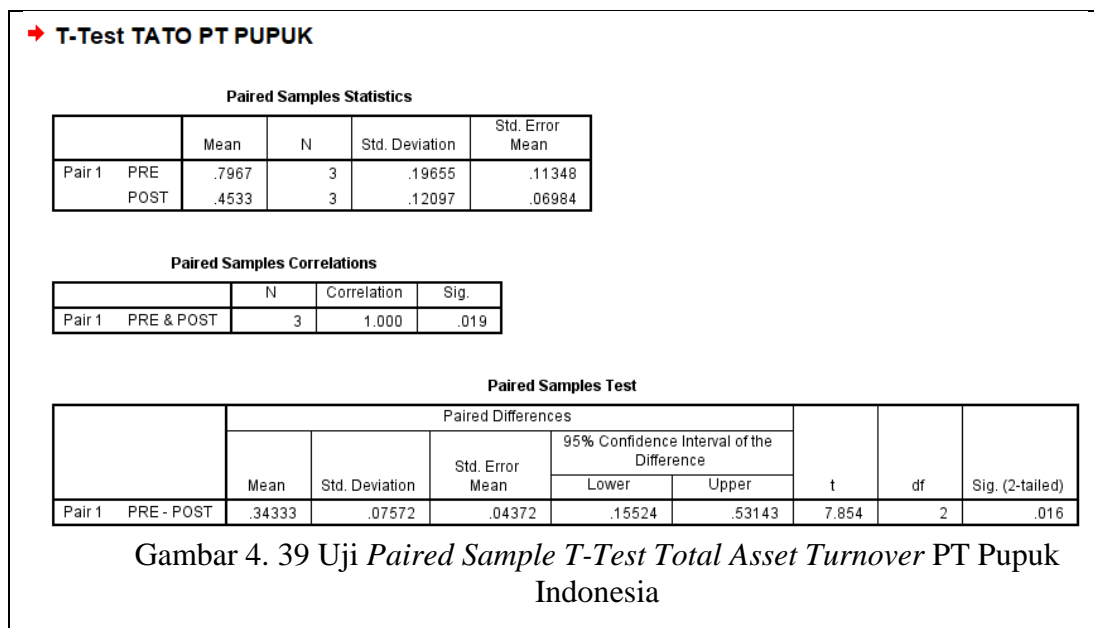 T-Test TATO PT PUPUK
Paired Samples Statistics
Mean N Std. Deviation Std. Error Mean
Pair 1 PRE .7967 3 .19655 .11348
POST .4533 3 .12097 .06984
Paired Samples Correlations
N Correlation Sig.
Pair 1 PRE & POST 3 1.000 .019
Paired Samples Test
Paired Differences
95% Confidence Interval of the Difference
Mean Std. Deviation Std. Error Mean Lower Upper t df Sig. (2-tailed)
Pair 1 PRE - POST .34333 .07572 .04372 .15524 .53143 7.854 2 .016
Gambar 4. 39 Uji Paired Sample T-Test Total Asset Turnover PT Pupuk
Indonesia